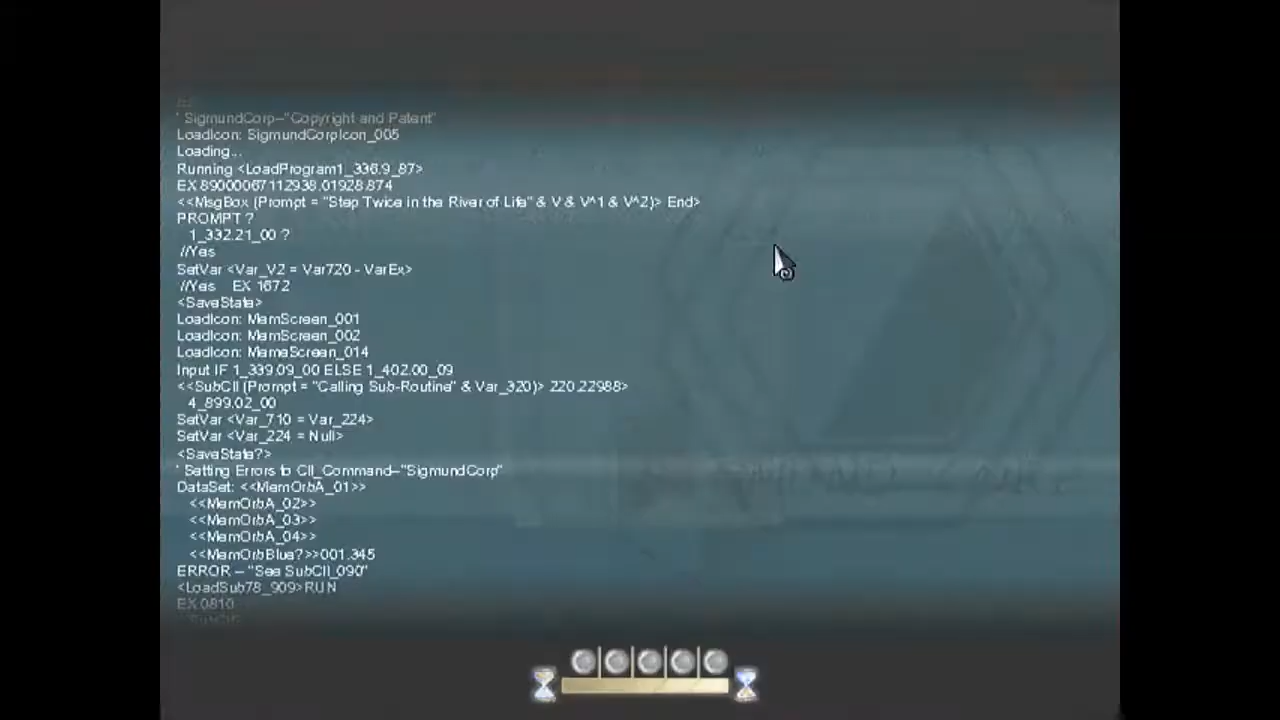 ' SigmundCorp--"Copyright and Patent"
LoadIcon: SigmundCorpIcon_005
Loading...
Running <LoadProgram1_336.9_87>
EX 89000067112938.01928.874
<<MsgBox (Prompt = "Step Twice in the River of Life" & V & V^1 & V^2)> End>
PROMPT ?
1_332.21_00 ?
//Yes
SetVar <Var_V2 = Var720 - VarEx>
//Yes EX 1672
<SaveState>
LoadIcon: MemScreen_001
LoadIcon: MemScreen_002
LoadIcon: MemeScreen_014
Input IF 1_339.09_00 ELSE 1_402.00_09
<<SubCII (Prompt = "Calling Sub-Routine" & Var_320)> 220.22988>
4_899.02_00
SetVar <Var_710 = Var_224>
SetVar <Var_224 = Null>
<SaveState?>
' Setting Errors to CII_Command--"SigmundCorp"
DataSet: <<MemOrbA_01>>
<<MemOrbA_02>>
<<MemOrbA_03>>
<<MemOrbA_04>>
<<MemOrbBlue?>>001.345
ERROR -- "See SubCII_090"
<LoadSub78_909>RUN
EX 0810